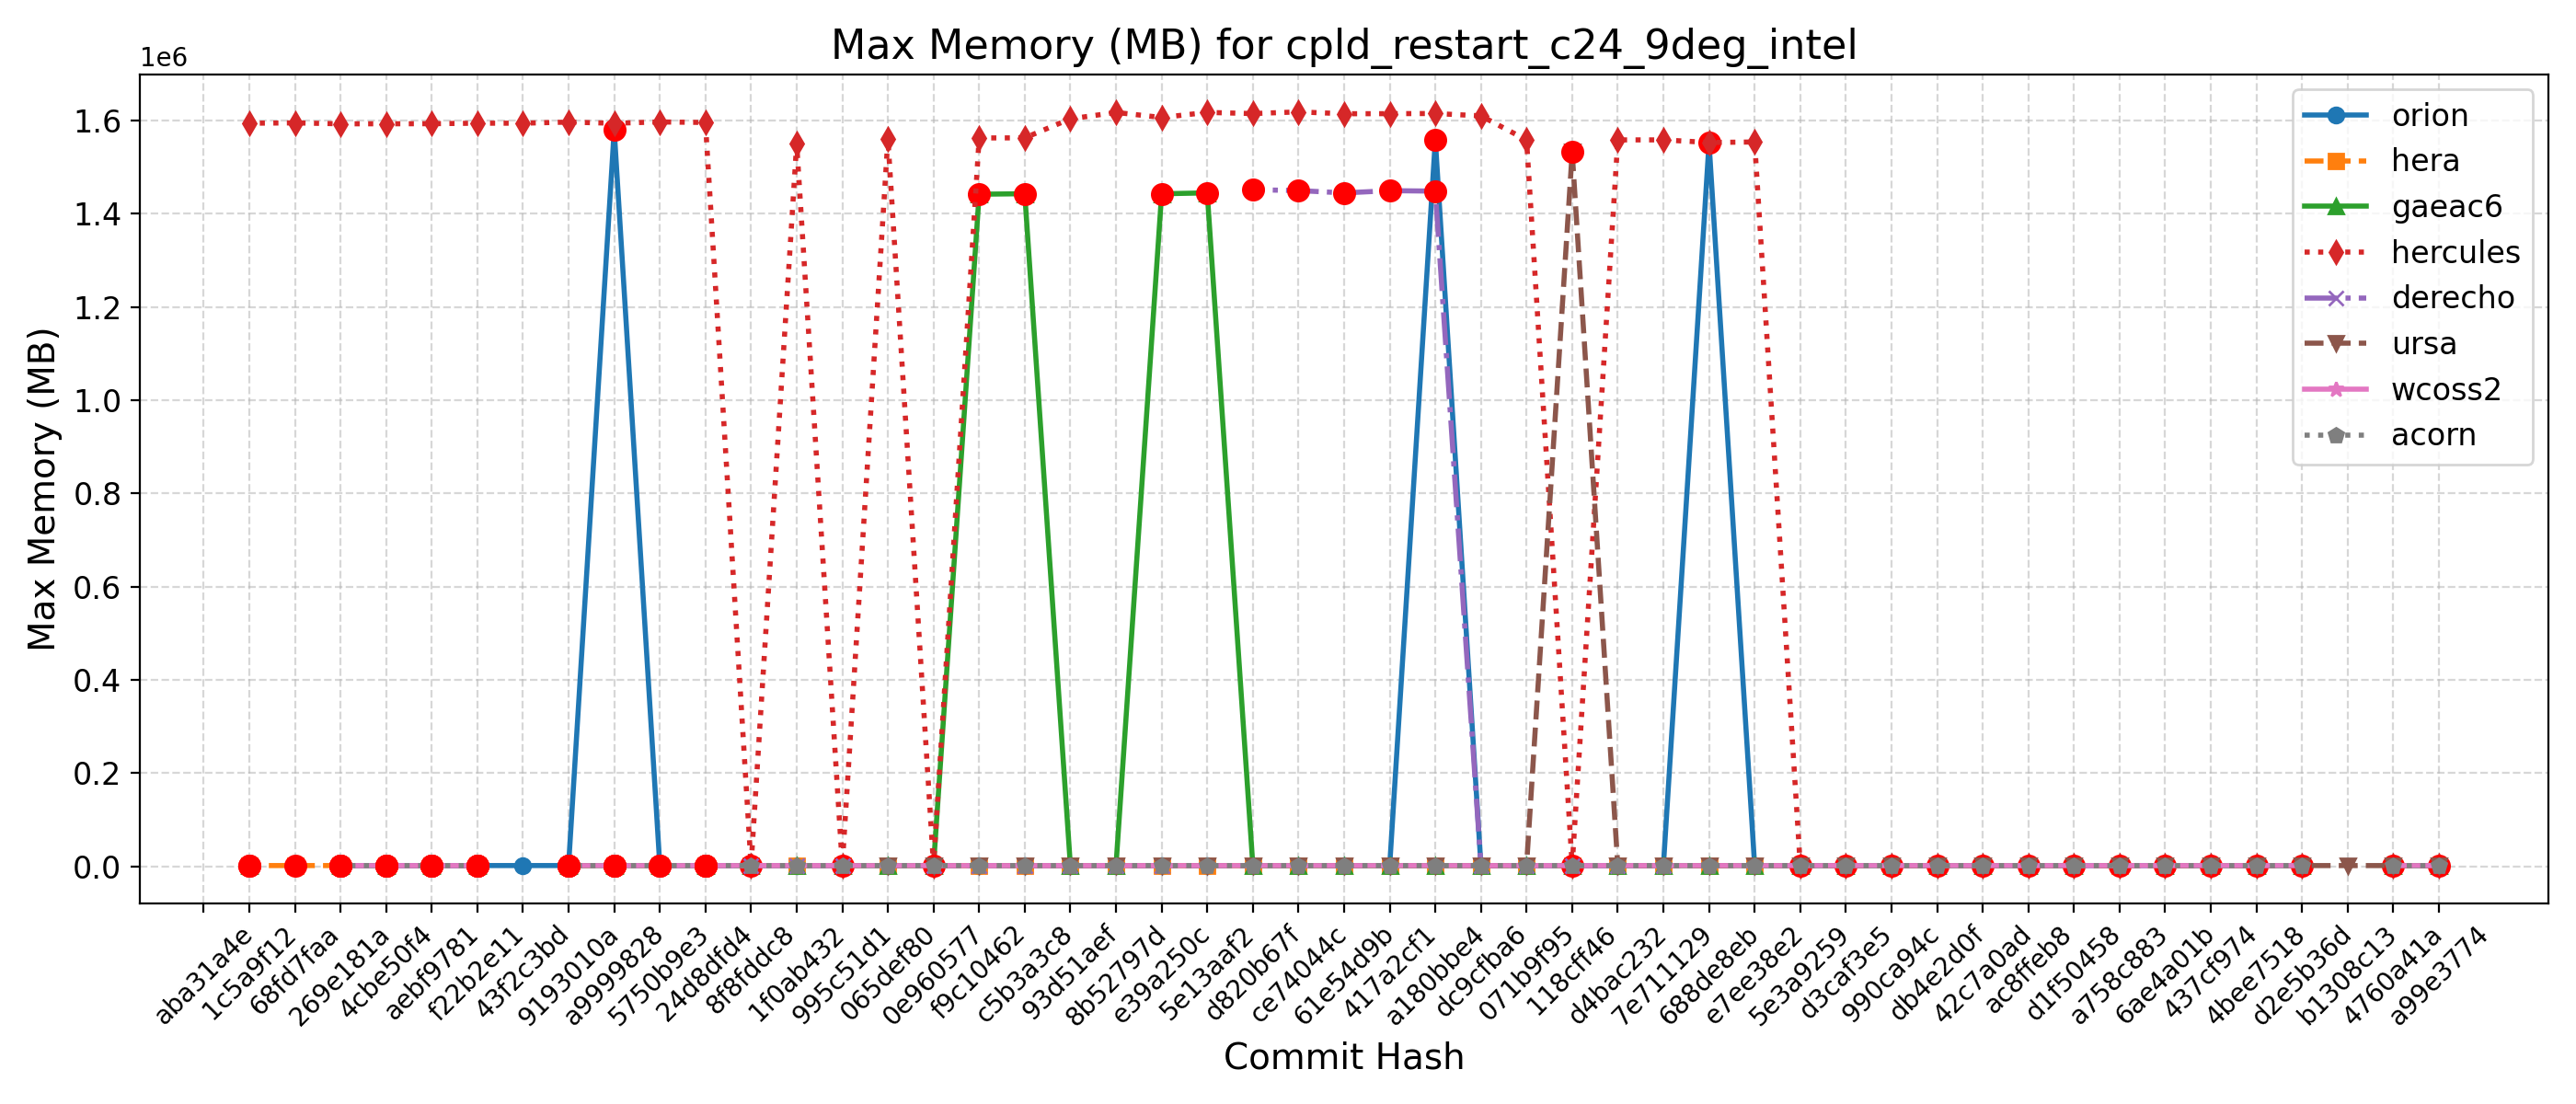 Max Memory (MB) for cpld_restart_c24_9deg_intel
1e6
1.6
1.4
1.2
1.0
0.8
0.6
0.4
0.2
0.0
Max Memory (MB)
orion
hera
gaeac6
hercules
derecho
ursa
wcoss2
acorn
aba31a4e
1c5a9f12
68fd7faa
269e181a
4cbe50f4
aebf9781
f22b2e11
43f2c3bd
9193010a
a9999828
5750b9e3
24d8dfd4
8f8fddc8
1f0ab432
995c51d1
065def80
0e960577
f9c10462
c5b3a3c8
93d51aef
8b52797d
e39a250c
5e13aaf2
d820b67f
ce74044c
61e54d9b
417a2cf1
a180bbe4
dc9cfba6
071b9f95
118cff46
d4bac232
7e711129
688de8eb
e7ee38e2
5e3a9259
d3caf3e5
990ca94c
db4e2d0f
42c7a0ad
ac8ffeb8
d1f50458
a758c883
6ae4a01b
437cf974
4bee7518
d2e5b36d
b1308c13
4760a41a
a99e3774
Commit Hash